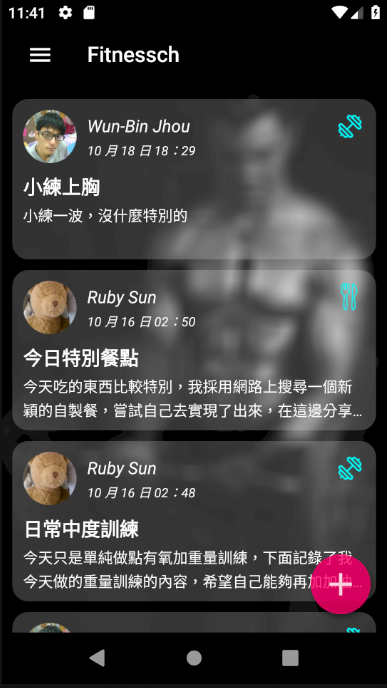 11:41
Fitnessch
Wun-Bin Jhou
10 月 18 日 18：29
小練上胸
小練一波，沒什麼特別的
Ruby Sun
10 月 16 日 02：50
今日特別餐點
今天吃的東西比較特別，我採用網路上搜尋一個新
穎的自製餐，嘗試自己去實現了出來，在這邊分享...
Ruby Sun
10 月 16 日 02：48
日常中度訓練
今天只是單純做點有氧加重量訓練，下面記錄了我
今天做的重量訓練的內容，希望自己能夠再加